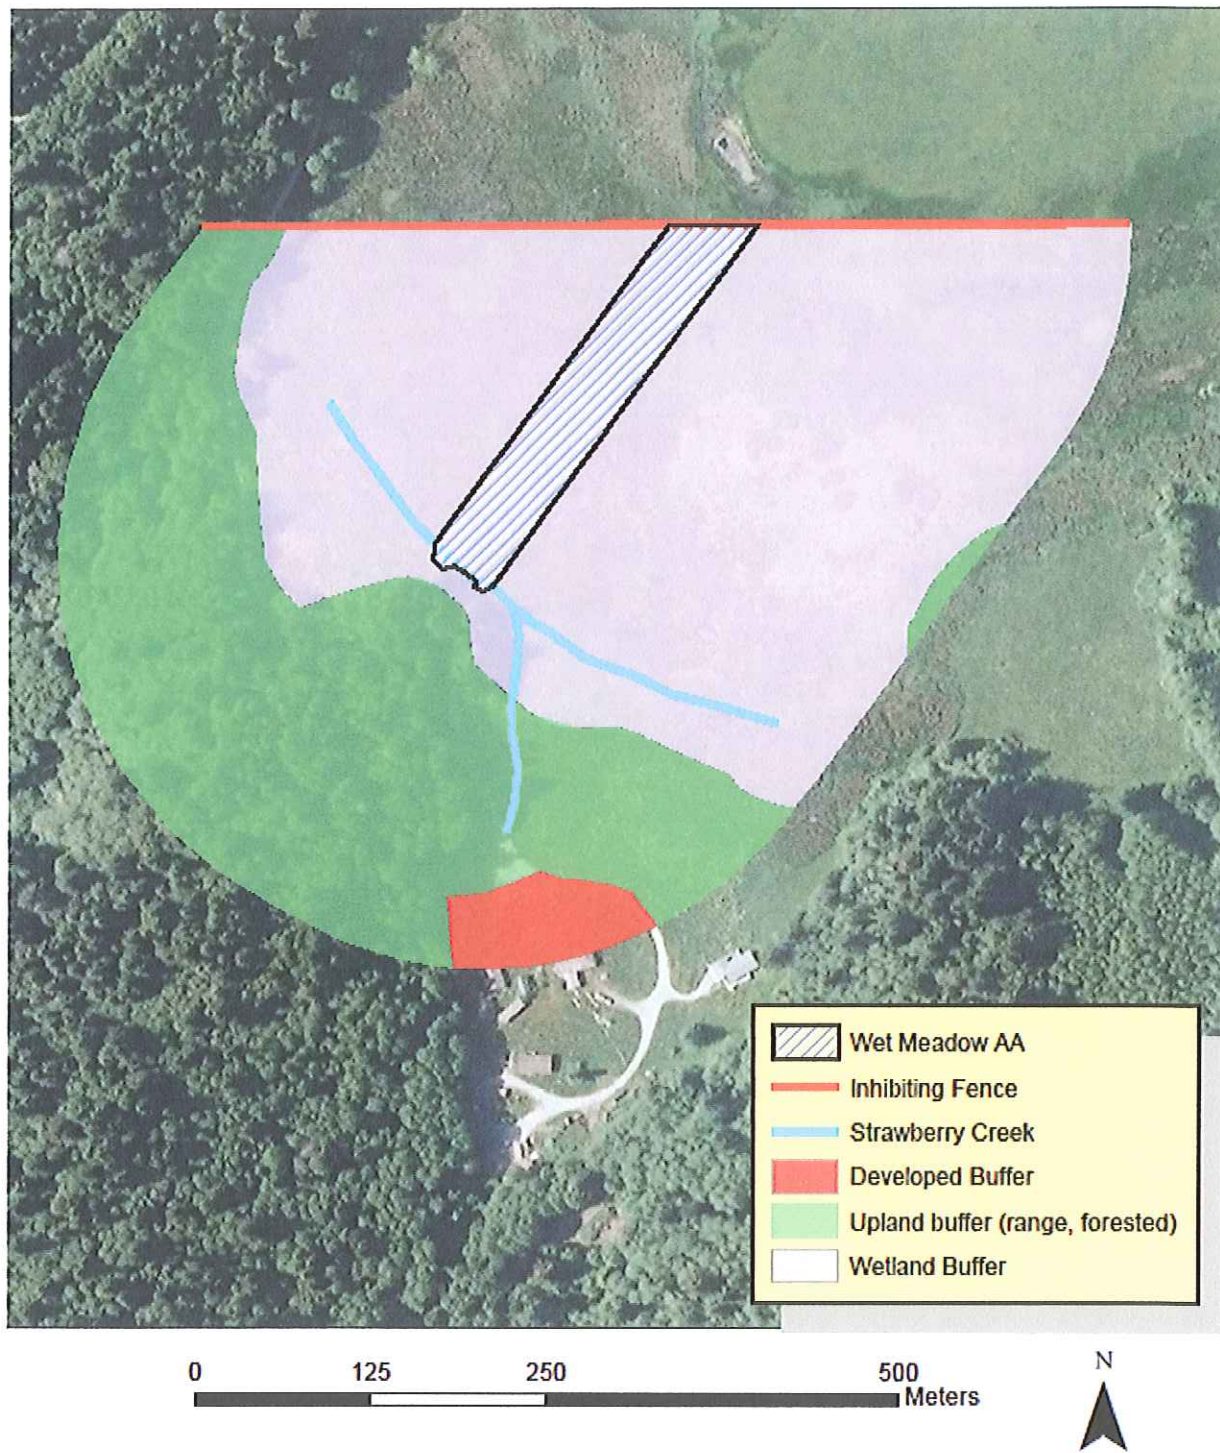 Wet Meadow AA
Inhibiting Fence
Strawberry Creek
Developed Buffer
Upland buffer (range, forested)
Wetland Buffer
0 125 250 500
Meters
N